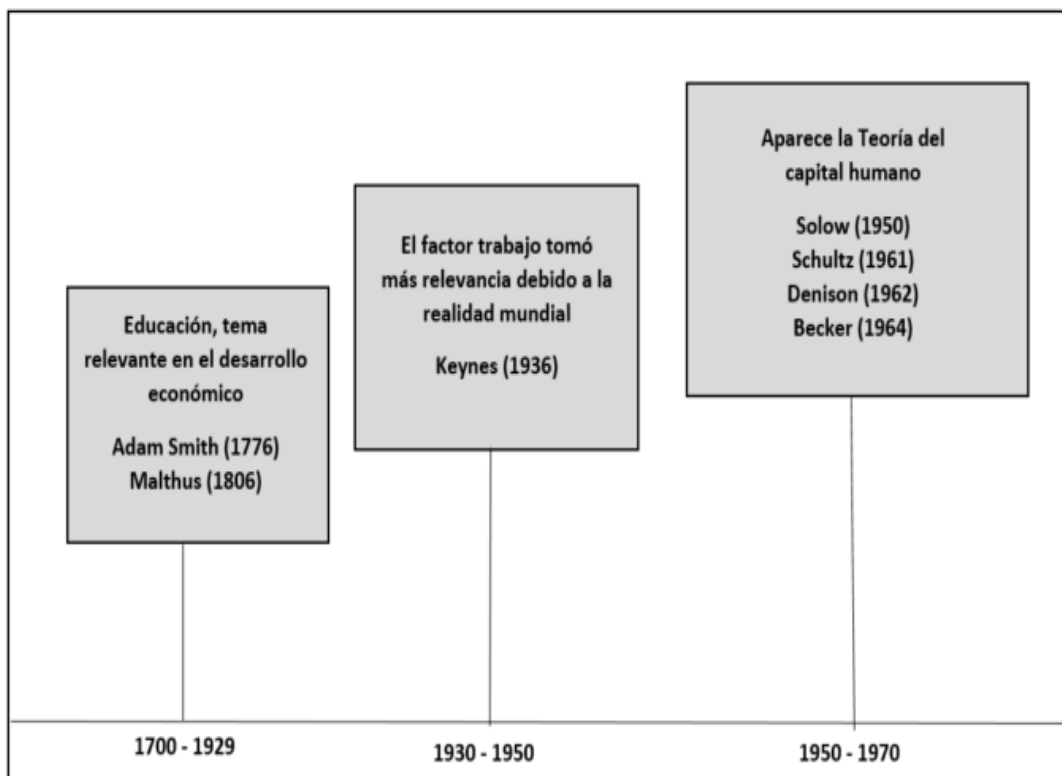 Educación, tema
relevante en el desarrollo
económico
Adam Smith (1776)
Malthus (1806)
El factor trabajo tomó
más relevancia debido a la
realidad mundial
Keynes (1936)
Aparece la Teoría del
capital humano
Solow (1950)
Schultz (1961)
Denison (1962)
Becker (1964)
1700 - 1929
1930 - 1950
1950 - 1970